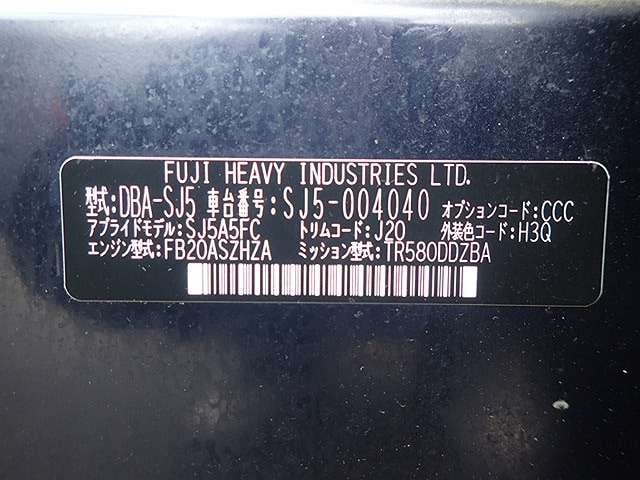 FUJI HEAVY INDUSTRIES LTD.
型式:DBA-SJ5 車台番号:SJ5-004040 オプションコード:CCC
アプライドモデル:SJ5A5FC トリムコード:J20 外装色コード:H3Q
エンジン型式:FB20ASZHZA ミッション型式:TR580DDZBA